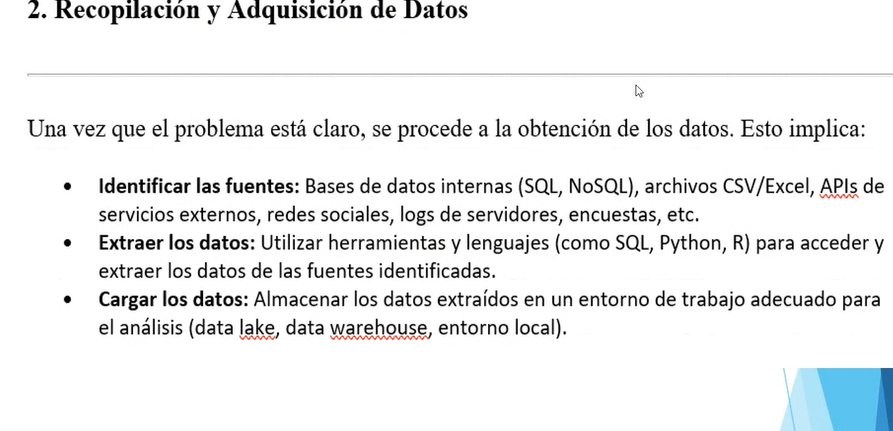 2. Recopilación y Adquisición de Datos
Una vez que el problema está claro, se procede a la obtención de los datos. Esto implica:
• Identificar las fuentes: Bases de datos internas (SQL, NoSQL), archivos CSV/Excel, APIs de
servicios externos, redes sociales, logs de servidores, encuestas, etc.
• Extraer los datos: Utilizar herramientas y lenguajes (como SQL, Python, R) para acceder y
extraer los datos de las fuentes identificadas.
• Cargar los datos: Almacenar los datos extraídos en un entorno de trabajo adecuado para
el análisis (data lake, data warehouse, entorno local).